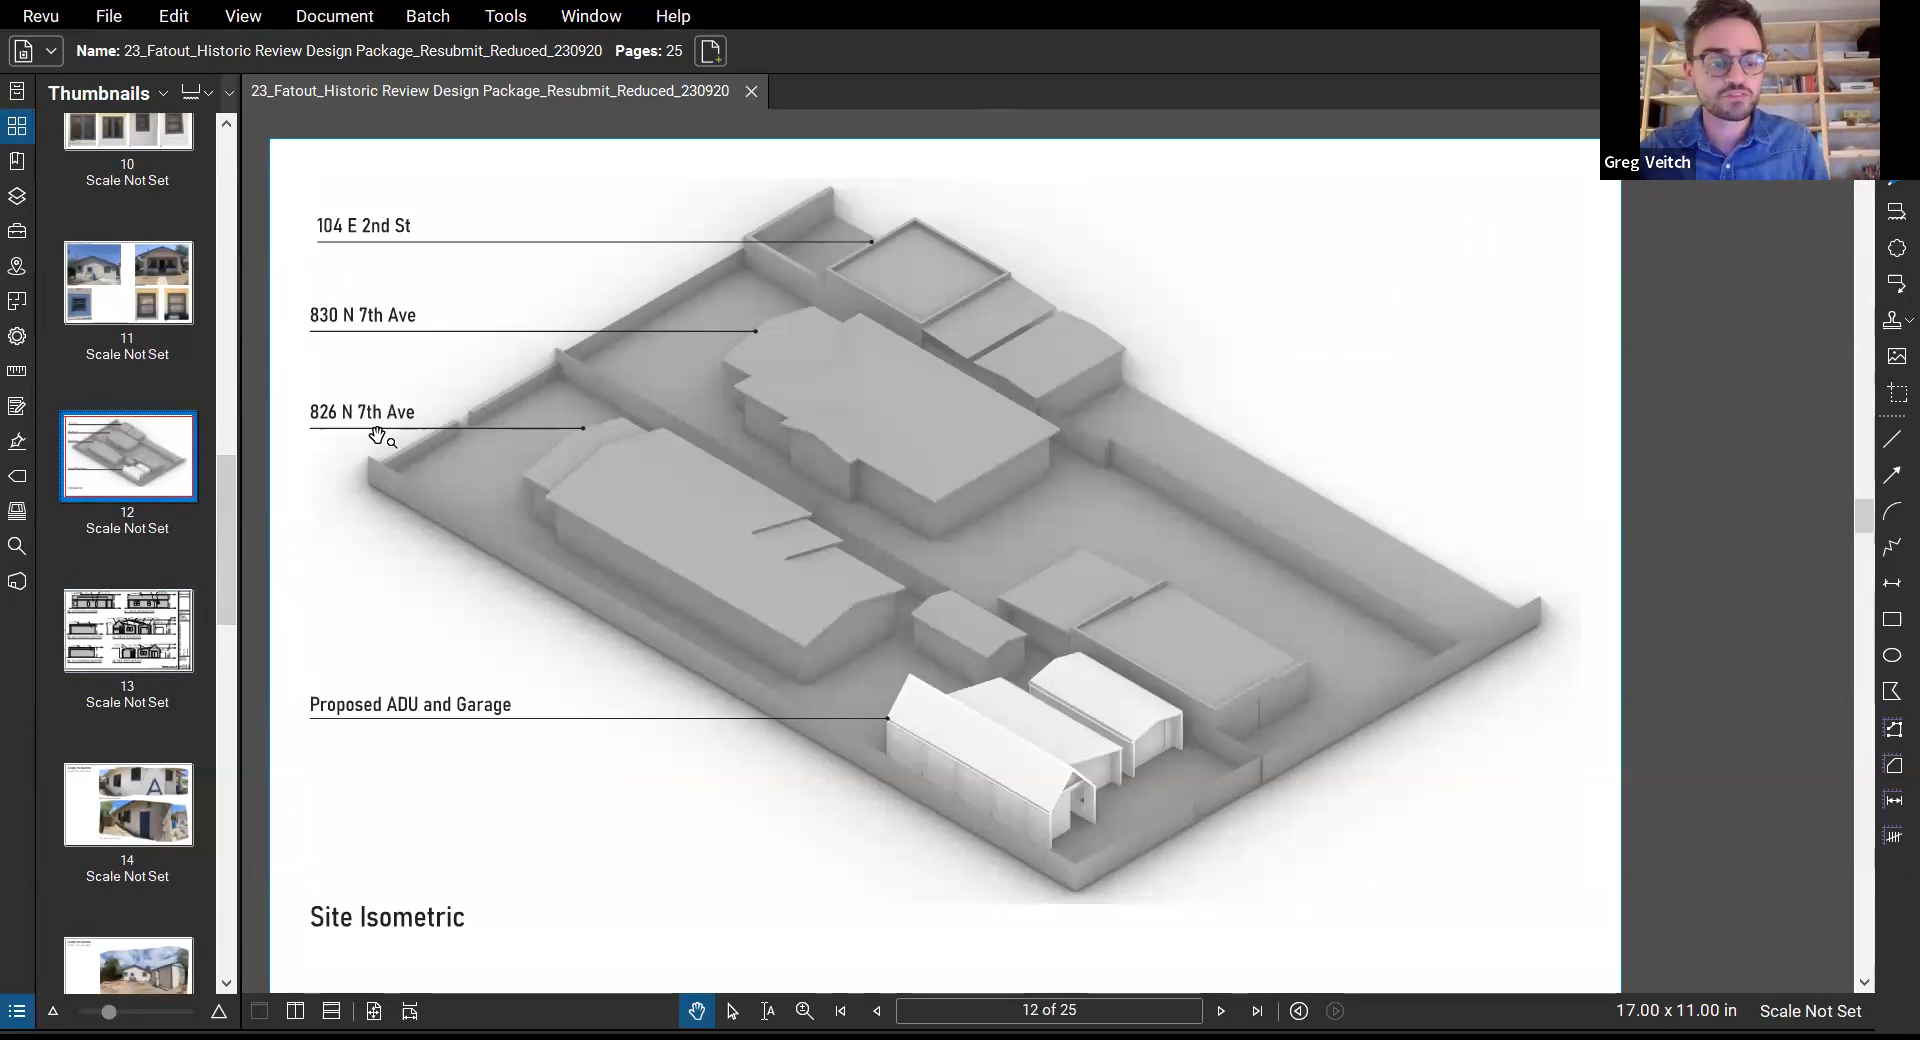 Revu File Edit View Document Batch Tools Window Help
Name: 23_Fatout_Historic Review Design Package_Resubmit_Reduced_230920 Pages: 25
Thumbnails
23_Fatout_Historic Review Design Package_Resubmit_Reduced_230920
Greg Veitch
10
Scale Not Set
11
Scale Not Set
12
Scale Not Set
13
Scale Not Set
14
Scale Not Set
104 E 2nd St
830 N 7th Ave
826 N 7th Ave
Proposed ADU and Garage
Site Isometric
12 of 25
17.00 x 11.00 in Scale Not Set